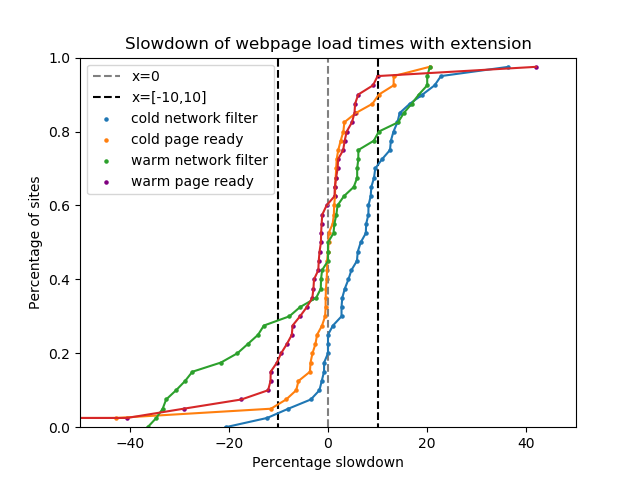 Slowdown of webpage load times with extension
x=0
x=[-10,10]
cold network filter
cold page ready
warm network filter
warm page ready
1.0
0.8
0.6
0.4
0.2
0.0
Percentage of sites
−40
−20
0
20
40
Percentage slowdown